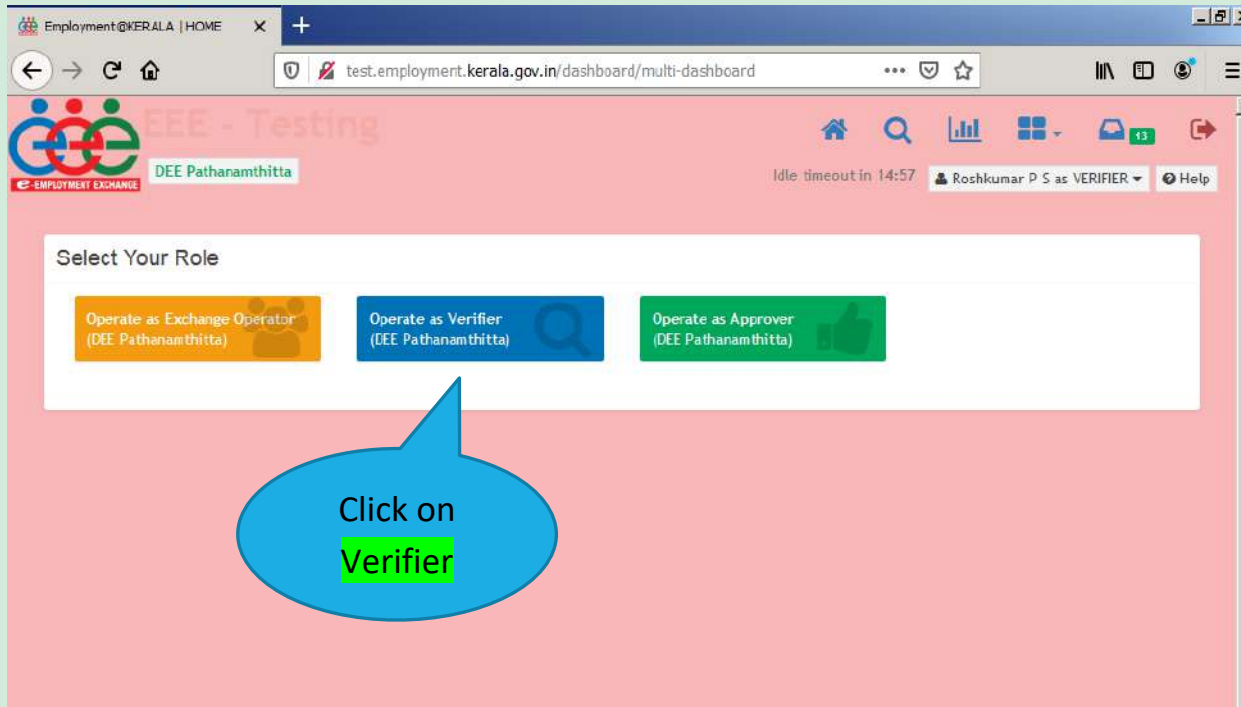 Employment@KERALA | HOME
test.employment.kerala.gov.in/dashboard/multi-dashboard
EEE - Testing
13
e-EMPLOYMENT EXCHANGE
DEE Pathanamthitta
Idle timeout in 14:57
Roshkumar P S as VERIFIER
Help
Select Your Role
Operate as Exchange Operator
(DEE Pathanamthitta)
Operate as Verifier
(DEE Pathanamthitta)
Operate as Approver
(DEE Pathanamthitta)
Click on
Verifier